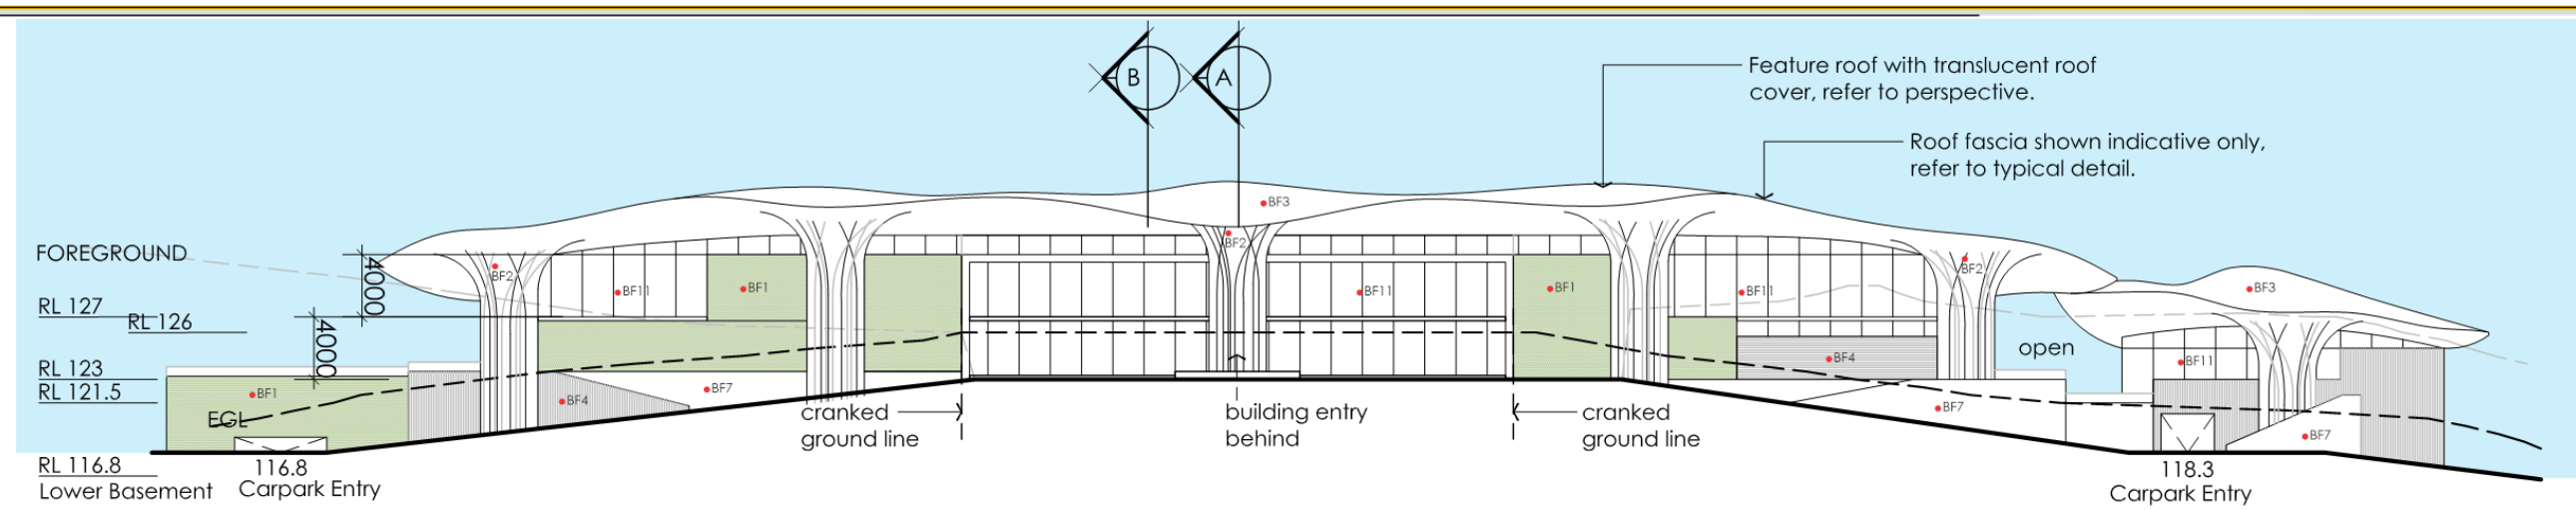 B
A
Feature roof with translucent roof
cover, refer to perspective.
Roof fascia shown indicative only,
refer to typical detail.
FOREGROUND
RL 127
RL 126
RL 123
RL 121.5
RL 116.8
Lower Basement
4000
4000
EGL
116.8
Carpark Entry
BF1
BF2
BF4
BF11
BF7
BF1
cranked
ground line
BF2
BF3
building entry
behind
BF11
BF1
cranked
ground line
BF11
BF4
BF2
BF7
open
BF3
BF11
BF7
118.3
Carpark Entry